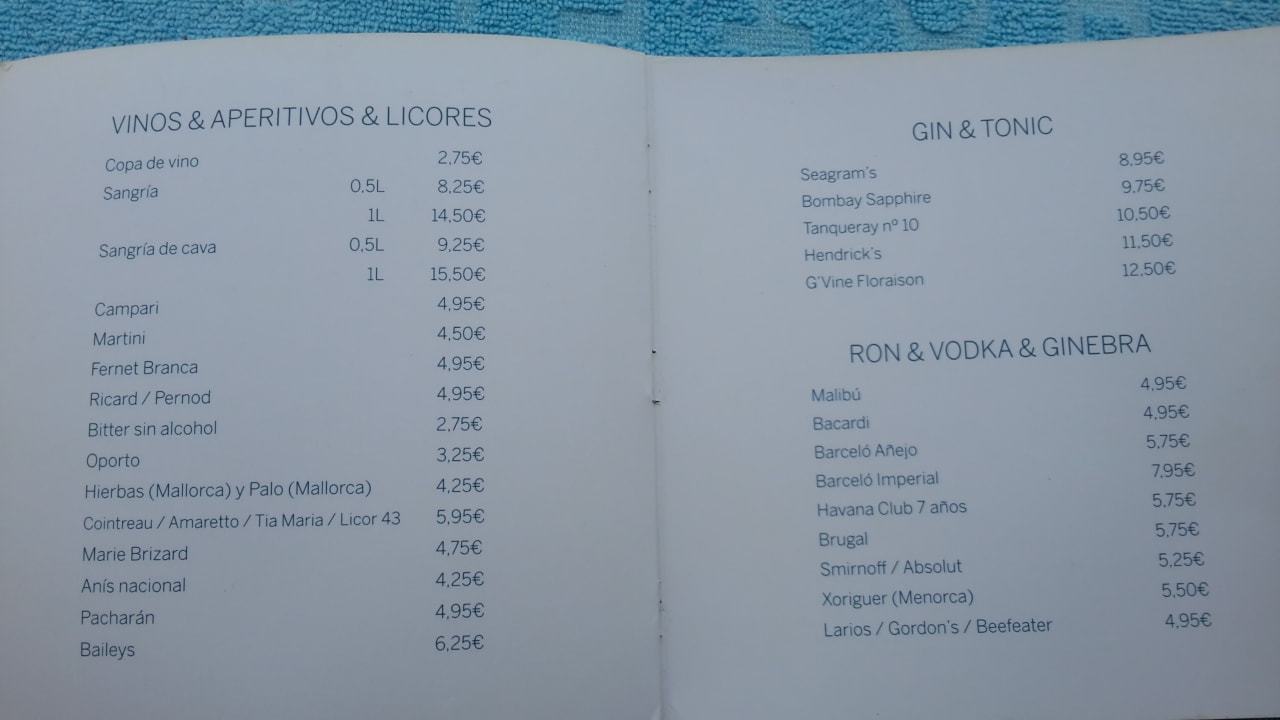 VINOS & APERITIVOS & LICORES
Copa de vino 2,75€
Sangría 0,5L 8,25€
1L 14,50€
Sangría de cava 0,5L 9,25€
1L 15,50€
Campari 4,95€
Martini 4,50€
Fernet Branca 4,95€
Ricard / Pernod 4,95€
Bitter sin alcohol 2,75€
Oporto 3,25€
Hierbas (Mallorca) y Palo (Mallorca) 4,25€
Cointreau / Amaretto / Tia Maria / Licor 43 5,95€
Marie Brizard 4,75€
Anís nacional 4,25€
Pacharán 4,95€
Baileys 6,25€
GIN & TONIC
Seagram's 8,95€
Bombay Sapphire 9,75€
Tanqueray nº 10 10,50€
Hendrick's 11,50€
G'Vine Floraison 12,50€
RON & VODKA & GINEBRA
Malibú 4,95€
Bacardi 4,95€
Barceló Añejo 5,75€
Barceló Imperial 7,95€
Havana Club 7 años 5,75€
Brugal 5,75€
Smirnoff / Absolut 5,25€
Xoriguer (Menorca) 5,50€
Larios / Gordon's / Beefeater 4,95€